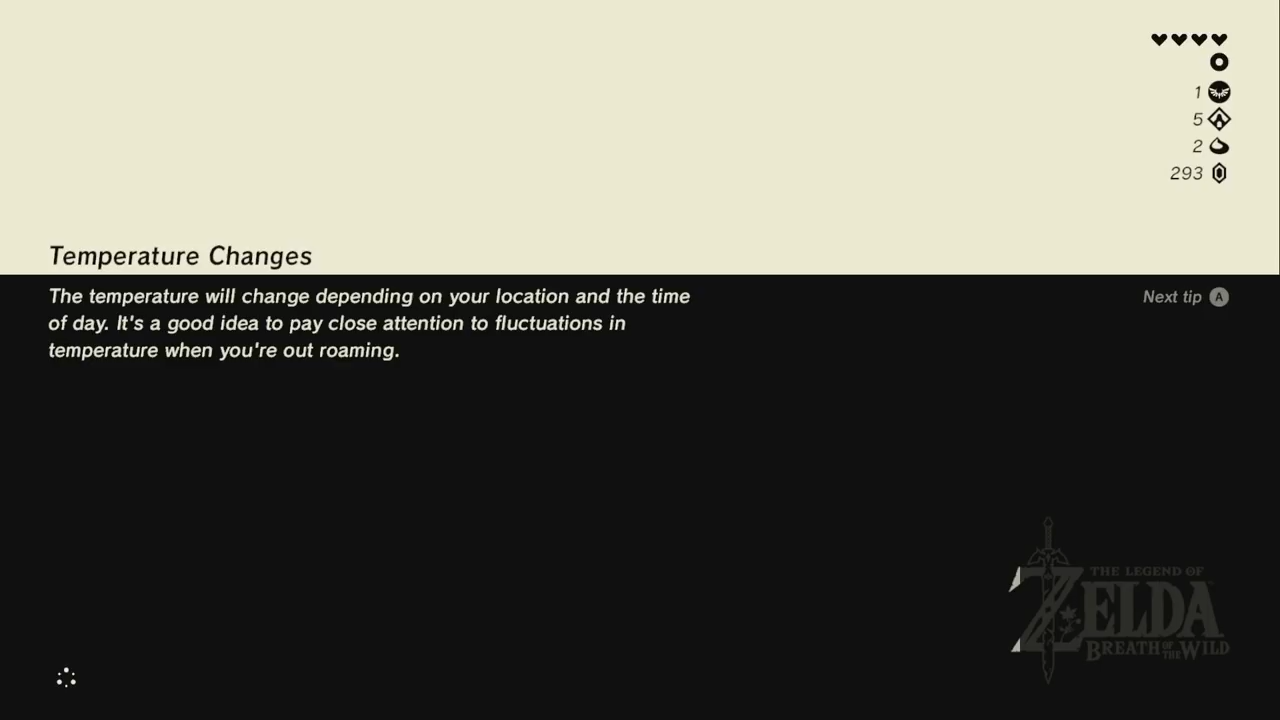 1
5
2
293
Temperature Changes
The temperature will change depending on your location and the time
of day. It's a good idea to pay close attention to fluctuations in
temperature when you're out roaming.
Next tip A
THE LEGEND OF
ZELDA
BREATH OF THE WILD